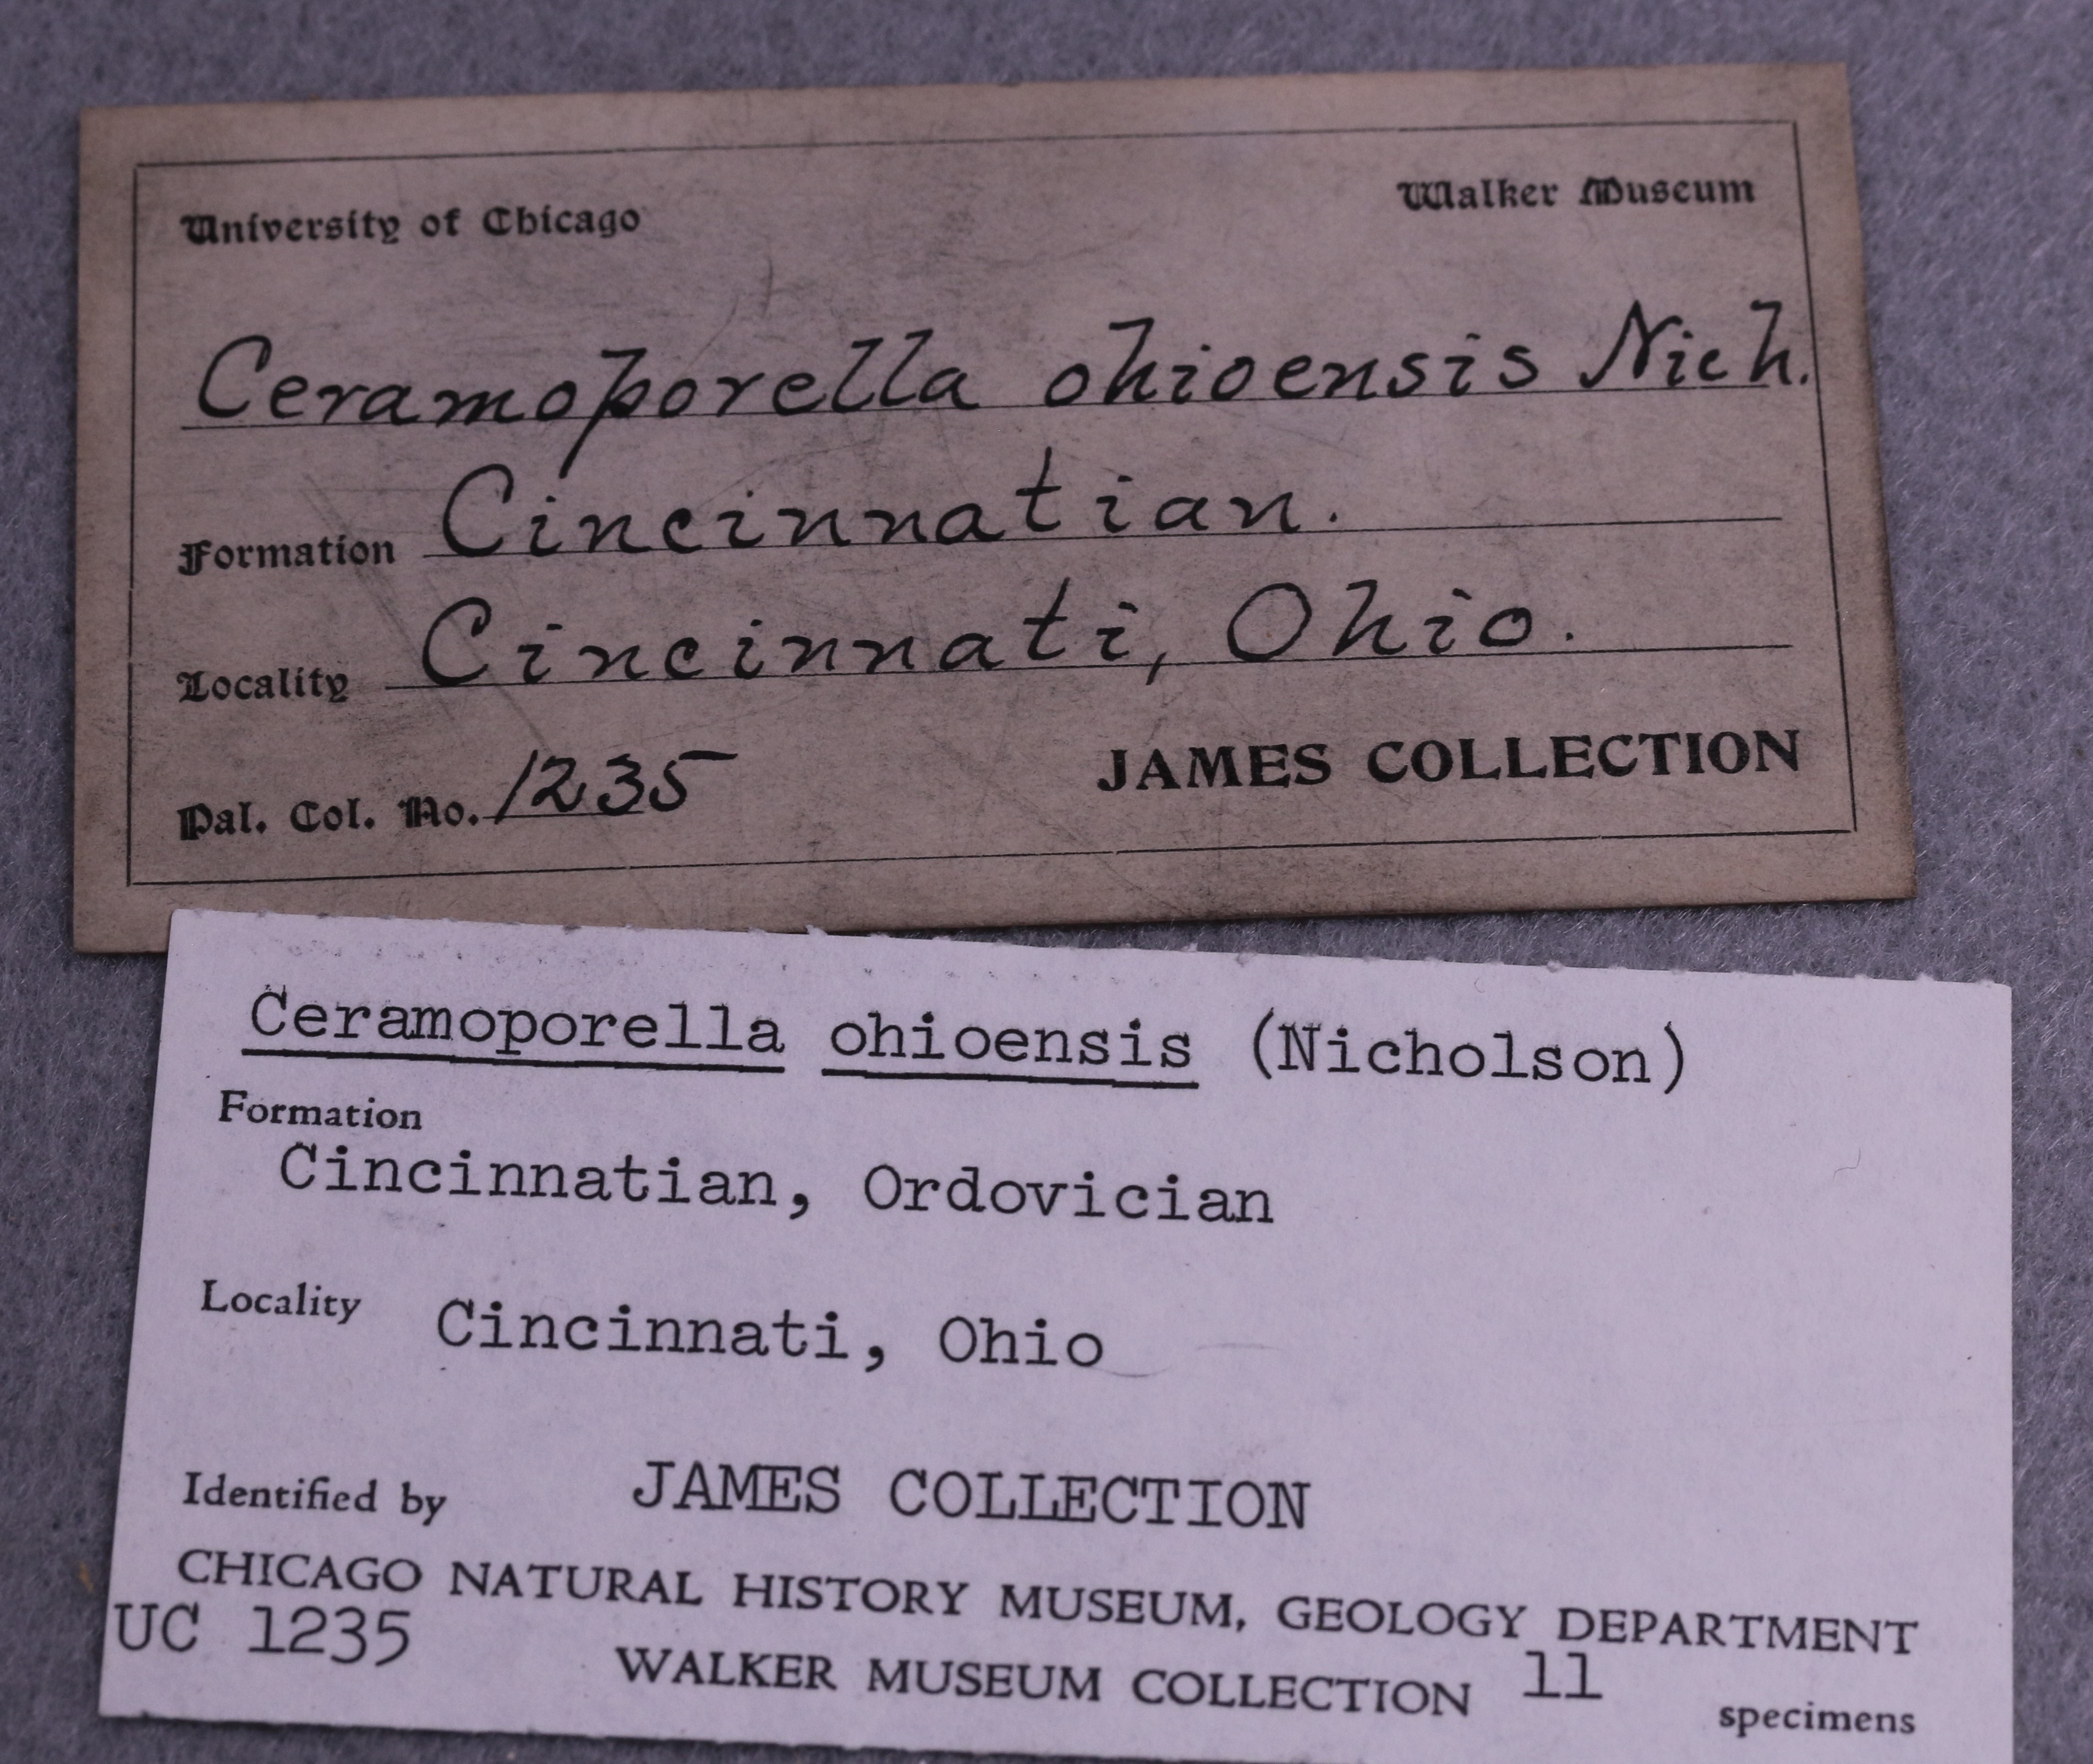 University of Chicago Walker Museum
Ceramoporella ohioensis Nich.
Formation Cincinnatian.
Locality Cincinnati, Ohio.
Pal. Col. No. 1235 JAMES COLLECTION
Ceramoporella ohioensis (Nicholson)
Formation
Cincinnatian, Ordovician
Locality Cincinnati, Ohio
Identified by JAMES COLLECTION
CHICAGO NATURAL HISTORY MUSEUM, GEOLOGY DEPARTMENT
UC 1235 WALKER MUSEUM COLLECTION 11 specimens